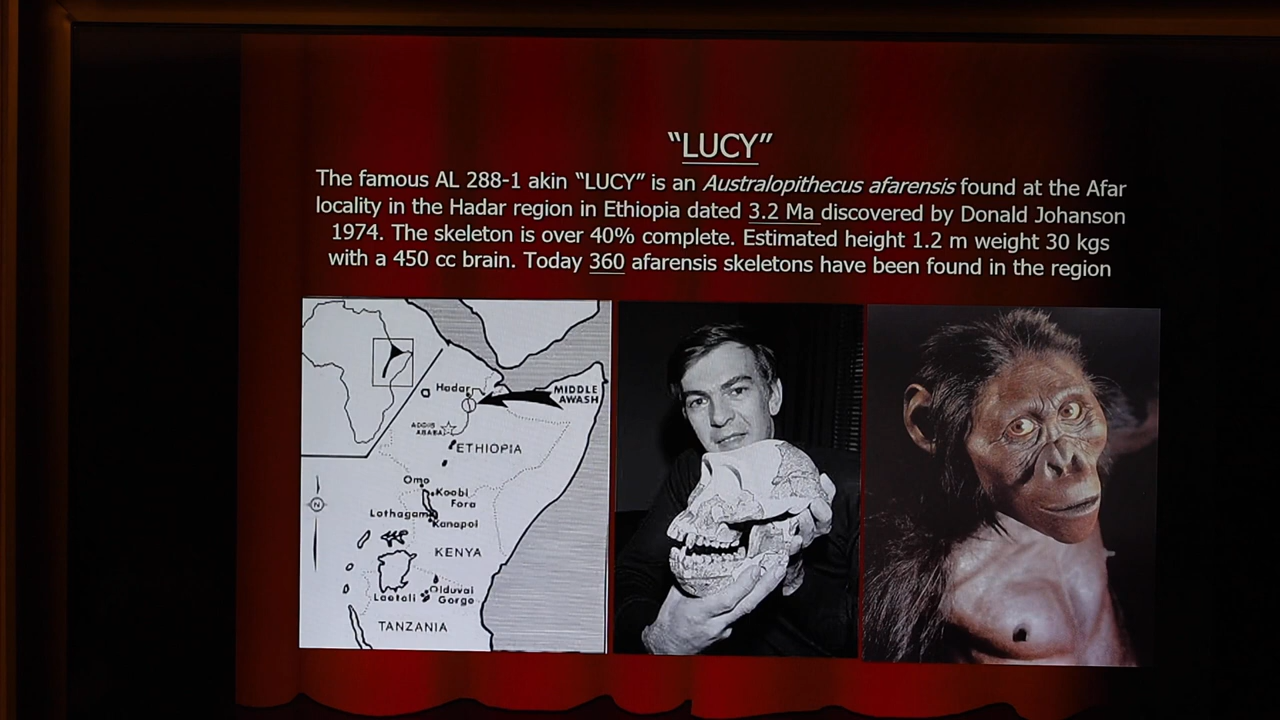 “LUCY”
The famous AL 288-1 akin “LUCY” is an Australopithecus afarensis found at the Afar
locality in the Hadar region in Ethiopia dated 3.2 Ma discovered by Donald Johanson
1974. The skeleton is over 40% complete. Estimated height 1.2 m weight 30 kgs
with a 450 cc brain. Today 360 afarensis skeletons have been found in the region
Hadar
MIDDLE
AWASH
ADDIS
ABABA
ETHIOPIA
Omo
Koobi
Fora
Lothagam
Kanapoi
N
KENYA
Olduvai
Laetoli
Gorge
TANZANIA